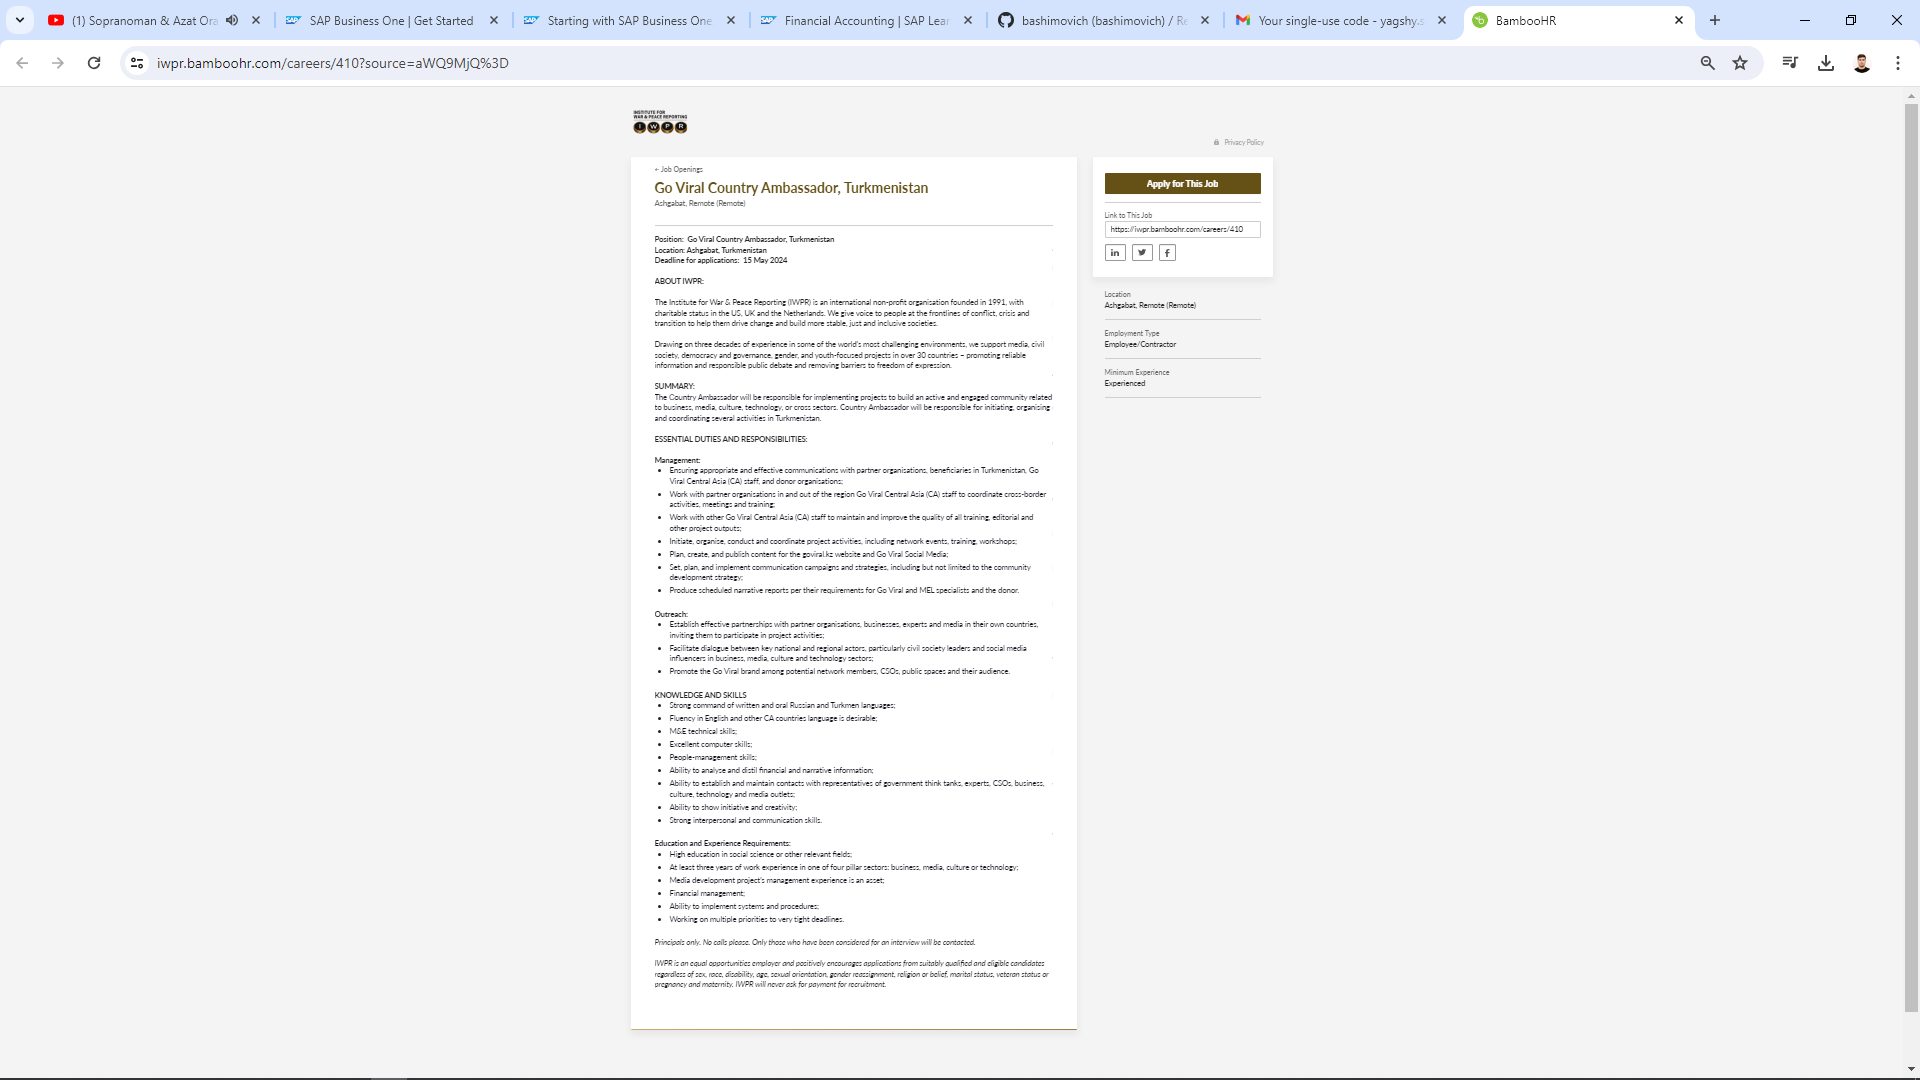 (1) Sopranoman & Azat Ora
SAP Business One | Get Started
Starting with SAP Business One
Financial Accounting | SAP Lear
bashimovich (bashimovich) / Re
Your single-use code - yagshy.s
BambooHR
iwpr.bamboohr.com/careers/410?source=aWQ9MjQ%3D
INSTITUTE FOR
WAR & PEACE REPORTING
I W P R
Privacy Policy
← Job Openings
Go Viral Country Ambassador, Turkmenistan
Ashgabat, Remote (Remote)
Position: Go Viral Country Ambassador, Turkmenistan
Location: Ashgabat, Turkmenistan
Deadline for applications: 15 May 2024
ABOUT IWPR:
The Institute for War & Peace Reporting (IWPR) is an international non-profit organisation founded in 1991, with
charitable status in the US, UK and the Netherlands. We give voice to people at the frontlines of conflict, crisis and
transition to help them drive change and build more stable, just and inclusive societies.
Drawing on three decades of experience in some of the world's most challenging environments, we support media, civil
society, democracy and governance, gender, and youth-focused projects in over 30 countries – promoting reliable
information and responsible public debate and removing barriers to freedom of expression.
SUMMARY:
The Country Ambassador will be responsible for implementing projects to build an active and engaged community related
to business, media, culture, technology, or cross sectors. Country Ambassador will be responsible for initiating, organising
and coordinating several activities in Turkmenistan.
ESSENTIAL DUTIES AND RESPONSIBILITIES:
Management:
• Ensuring appropriate and effective communications with partner organisations, beneficiaries in Turkmenistan, Go
Viral Central Asia (CA) staff, and donor organisations;
• Work with partner organisations in and out of the region Go Viral Central Asia (CA) staff to coordinate cross-border
activities, meetings and training;
• Work with other Go Viral Central Asia (CA) staff to maintain and improve the quality of all training, editorial and
other project outputs;
• Initiate, organise, conduct and coordinate project activities, including network events, training, workshops;
• Plan, create, and publish content for the goviral.kz website and Go Viral Social Media;
• Set, plan, and implement communication campaigns and strategies, including but not limited to the community
development strategy;
• Produce scheduled narrative reports per their requirements for Go Viral and MEL specialists and the donor.
Outreach:
• Establish effective partnerships with partner organisations, businesses, experts and media in their own countries,
inviting them to participate in project activities;
• Facilitate dialogue between key national and regional actors, particularly civil society leaders and social media
influencers in business, media, culture and technology sectors;
• Promote the Go Viral brand among potential network members, CSOs, public spaces and their audience.
KNOWLEDGE AND SKILLS
• Strong command of written and oral Russian and Turkmen languages;
• Fluency in English and other CA countries language is desirable;
• M&E technical skills;
• Excellent computer skills;
• People-management skills;
• Ability to analyse and distil financial and narrative information;
• Ability to establish and maintain contacts with representatives of government think tanks, experts, CSOs, business,
culture, technology and media outlets;
• Ability to show initiative and creativity;
• Strong interpersonal and communication skills.
Education and Experience Requirements:
• High education in social science or other relevant fields;
• At least three years of work experience in one of four pillar sectors: business, media, culture or technology;
• Media development project's management experience is an asset;
• Financial management;
• Ability to implement systems and procedures;
• Working on multiple priorities to very tight deadlines.
Principals only. No calls please. Only those who have been considered for an interview will be contacted.
IWPR is an equal opportunities employer and positively encourages applications from suitably qualified and eligible candidates
regardless of sex, race, disability, age, sexual orientation, gender reassignment, religion or belief, marital status, veteran status or
pregnancy and maternity. IWPR will never ask for payment for recruitment.
Apply for This Job
Link to This Job
https://iwpr.bamboohr.com/careers/410
Location
Ashgabat, Remote (Remote)
Employment Type
Employee/Contractor
Minimum Experience
Experienced